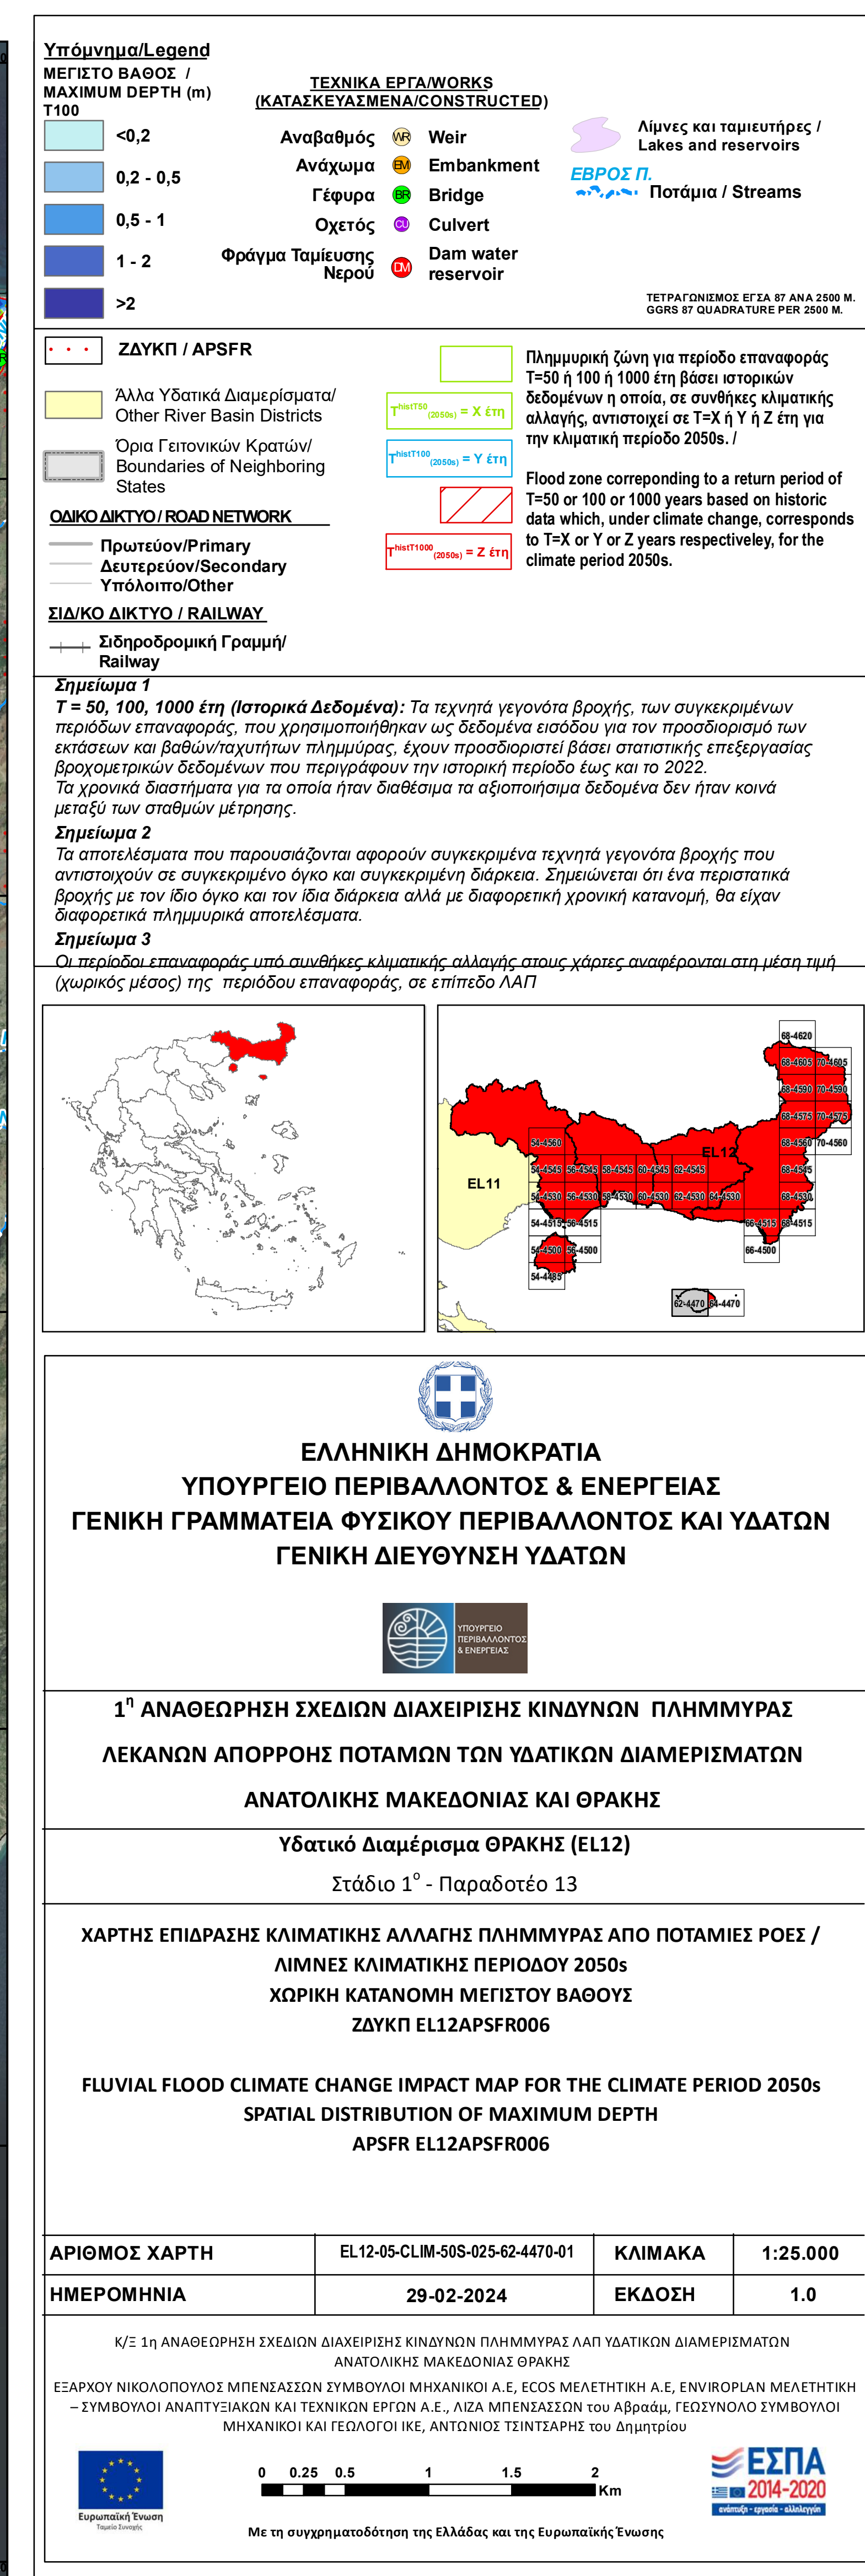 Υπόμνημα/Legend
ΜΕΓΙΣΤΟ ΒΑΘΟΣ /
MAXIMUM DEPTH (m)
T100
<0,2
0,2 - 0,5
0,5 - 1
1 - 2
>2
ΤΕΧΝΙΚΑ ΕΡΓΑ/WORKS
(ΚΑΤΑΣΚΕΥΑΣΜΕΝΑ/CONSTRUCTED)
Αναβαθμός WR Weir
Ανάχωμα EM Embankment
Γέφυρα BR Bridge
Οχετός CU Culvert
Φράγμα Ταμίευσης Νερού DM Dam water reservoir
Λίμνες και ταμιευτήρες /
Lakes and reservoirs
ΕΒΡΟΣ Π.
Ποτάμια / Streams
ΤΕΤΡΑΓΩΝΙΣΜΟΣ ΕΓΣΑ 87 ΑΝΑ 2500 Μ.
GGRS 87 QUADRATURE PER 2500 M.
ΖΔΥΚΠ / APSFR
Άλλα Υδατικά Διαμερίσματα/
Other River Basin Districts
Όρια Γειτονικών Κρατών/
Boundaries of Neighboring
States
ΟΔΙΚΟ ΔΙΚΤΥΟ / ROAD NETWORK
Πρωτεύον/Primary
Δευτερεύον/Secondary
Υπόλοιπο/Other
ΣΙΔ/ΚΟ ΔΙΚΤΥΟ / RAILWAY
Σιδηροδρομική Γραμμή/
Railway
T histT50 (2050s) = X έτη
T histT100 (2050s) = Y έτη
T histT1000 (2050s) = Z έτη
Πλημμυρική ζώνη για περίοδο επαναφοράς
T=50 ή 100 ή 1000 έτη βάσει ιστορικών
δεδομένων η οποία, σε συνθήκες κλιματικής
αλλαγής, αντιστοιχεί σε T=X ή Y ή Z έτη για
την κλιματική περίοδο 2050s. /
Flood zone correponding to a return period of
T=50 or 100 or 1000 years based on historic
data which, under climate change, corresponds
to T=X or Y or Z years respectiveley, for the
climate period 2050s.
Σημείωμα 1
T = 50, 100, 1000 έτη (Ιστορικά Δεδομένα): Τα τεχνητά γεγονότα βροχής, των συγκεκριμένων
περιόδων επαναφοράς, που χρησιμοποιήθηκαν ως δεδομένα εισόδου για τον προσδιορισμό των
εκτάσεων και βαθών/ταχυτήτων πλημμύρας, έχουν προσδιοριστεί βάσει στατιστικής επεξεργασίας
βροχομετρικών δεδομένων που περιγράφουν την ιστορική περίοδο έως και το 2022.
Τα χρονικά διαστήματα για τα οποία ήταν διαθέσιμα τα αξιοποιήσιμα δεδομένα δεν ήταν κοινά
μεταξύ των σταθμών μέτρησης.
Σημείωμα 2
Τα αποτελέσματα που παρουσιάζονται αφορούν συγκεκριμένα τεχνητά γεγονότα βροχής που
αντιστοιχούν σε συγκεκριμένο όγκο και συγκεκριμένη διάρκεια. Σημειώνεται ότι ένα περιστατικά
βροχής με τον ίδιο όγκο και τον ίδια διάρκεια αλλά με διαφορετική χρονική κατανομή, θα είχαν
διαφορετικά πλημμυρικά αποτελέσματα.
Σημείωμα 3
Οι περίοδοι επαναφοράς υπό συνθήκες κλιματικής αλλαγής στους χάρτες αναφέρονται στη μέση τιμή
(χωρικός μέσος) της περιόδου επαναφοράς, σε επίπεδο ΛΑΠ
68-4620
68-4605 70-4605
68-4590 70-4590
68-4575 70-4575
54-4560 68-4560 70-4560
EL12
EL11
54-4545 56-4545 58-4545 60-4545 62-4545 68-4545
54-4530 56-4530 58-4530 60-4530 62-4530 64-4530 68-4530
54-4515 56-4515 66-4515 68-4515
54-4500 56-4500 66-4500
54-4485
62-4470 64-4470
ΕΛΛΗΝΙΚΗ ΔΗΜΟΚΡΑΤΙΑ
ΥΠΟΥΡΓΕΙΟ ΠΕΡΙΒΑΛΛΟΝΤΟΣ & ΕΝΕΡΓΕΙΑΣ
ΓΕΝΙΚΗ ΓΡΑΜΜΑΤΕΙΑ ΦΥΣΙΚΟΥ ΠΕΡΙΒΑΛΛΟΝΤΟΣ ΚΑΙ ΥΔΑΤΩΝ
ΓΕΝΙΚΗ ΔΙΕΥΘΥΝΣΗ ΥΔΑΤΩΝ
ΥΠΟΥΡΓΕΙΟ
ΠΕΡΙΒΑΛΛΟΝΤΟΣ
& ΕΝΕΡΓΕΙΑΣ
1η ΑΝΑΘΕΩΡΗΣΗ ΣΧΕΔΙΩΝ ΔΙΑΧΕΙΡΙΣΗΣ ΚΙΝΔΥΝΩΝ ΠΛΗΜΜΥΡΑΣ
ΛΕΚΑΝΩΝ ΑΠΟΡΡΟΗΣ ΠΟΤΑΜΩΝ ΤΩΝ ΥΔΑΤΙΚΩΝ ΔΙΑΜΕΡΙΣΜΑΤΩΝ
ΑΝΑΤΟΛΙΚΗΣ ΜΑΚΕΔΟΝΙΑΣ ΚΑΙ ΘΡΑΚΗΣ
Υδατικό Διαμέρισμα ΘΡΑΚΗΣ (EL12)
Στάδιο 1ο - Παραδοτέο 13
ΧΑΡΤΗΣ ΕΠΙΔΡΑΣΗΣ ΚΛΙΜΑΤΙΚΗΣ ΑΛΛΑΓΗΣ ΠΛΗΜΜΥΡΑΣ ΑΠΟ ΠΟΤΑΜΙΕΣ ΡΟΕΣ /
ΛΙΜΝΕΣ ΚΛΙΜΑΤΙΚΗΣ ΠΕΡΙΟΔΟΥ 2050s
ΧΩΡΙΚΗ ΚΑΤΑΝΟΜΗ ΜΕΓΙΣΤΟΥ ΒΑΘΟΥΣ
ΖΔΥΚΠ EL12APSFR006
FLUVIAL FLOOD CLIMATE CHANGE IMPACT MAP FOR THE CLIMATE PERIOD 2050s
SPATIAL DISTRIBUTION OF MAXIMUM DEPTH
APSFR EL12APSFR006
ΑΡΙΘΜΟΣ ΧΑΡΤΗ EL12-05-CLIM-50S-025-62-4470-01 ΚΛΙΜΑΚΑ 1:25.000
ΗΜΕΡΟΜΗΝΙΑ 29-02-2024 ΕΚΔΟΣΗ 1.0
Κ/Ξ 1η ΑΝΑΘΕΩΡΗΣΗ ΣΧΕΔΙΩΝ ΔΙΑΧΕΙΡΙΣΗΣ ΚΙΝΔΥΝΩΝ ΠΛΗΜΜΥΡΑΣ ΛΑΠ ΥΔΑΤΙΚΩΝ ΔΙΑΜΕΡΙΣΜΑΤΩΝ
ΑΝΑΤΟΛΙΚΗΣ ΜΑΚΕΔΟΝΙΑΣ ΘΡΑΚΗΣ
ΕΞΑΡΧΟΥ ΝΙΚΟΛΟΠΟΥΛΟΣ ΜΠΕΝΣΑΣΣΩΝ ΣΥΜΒΟΥΛΟΙ ΜΗΧΑΝΙΚΟΙ Α.Ε, ECOS ΜΕΛΕΤΗΤΙΚΗ Α.Ε, ENVIROPLAN ΜΕΛΕΤΗΤΙΚΗ
– ΣΥΜΒΟΥΛΟΙ ΑΝΑΠΤΥΞΙΑΚΩΝ ΚΑΙ ΤΕΧΝΙΚΩΝ ΕΡΓΩΝ Α.Ε., ΛΙΖΑ ΜΠΕΝΣΑΣΣΩΝ του Αβραάμ, ΓΕΩΣΥΝΟΛΟ ΣΥΜΒΟΥΛΟΙ
ΜΗΧΑΝΙΚΟΙ ΚΑΙ ΓΕΩΛΟΓΟΙ ΙΚΕ, ΑΝΤΩΝΙΟΣ ΤΣΙΝΤΣΑΡΗΣ του Δημητρίου
Ευρωπαϊκή Ένωση
Ταμείο Συνοχής
0 0.25 0.5 1 1.5 2
Km
ΕΣΠΑ
2014-2020
ανάπτυξη - εργασία - αλληλεγγύη
Με τη συγχρηματοδότηση της Ελλάδας και της Ευρωπαϊκής Ένωσης